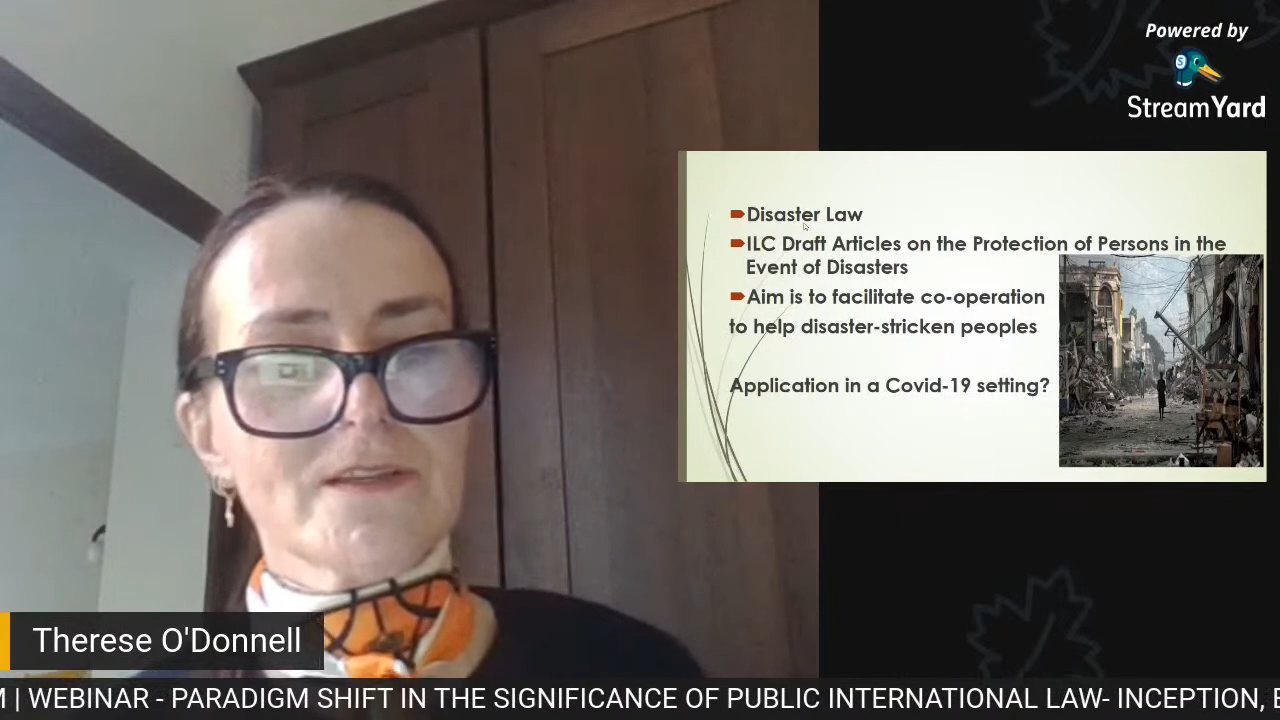 Powered by
StreamYard
Disaster Law
ILC Draft Articles on the Protection of Persons in the
Event of Disasters
Aim is to facilitate co-operation
to help disaster-stricken peoples
Application in a Covid-19 setting?
Therese O'Donnell
| WEBINAR - PARADIGM SHIFT IN THE SIGNIFICANCE OF PUBLIC INTERNATIONAL LAW- INCEPTION,